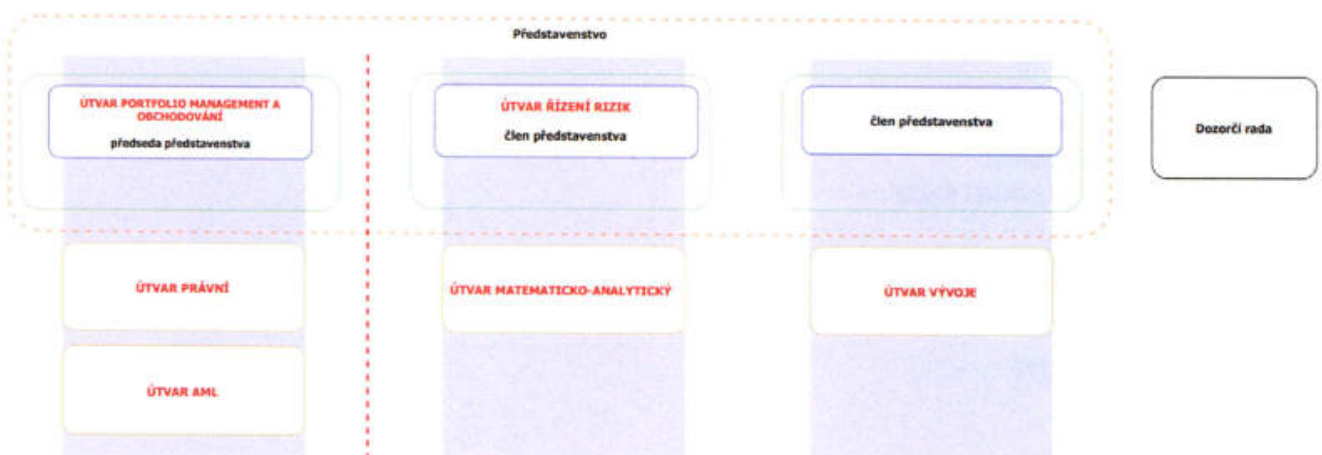 Představenstvo
ÚTVAR PORTFOLIO MANAGEMENT A
OBCHODOVÁNÍ
předseda představenstva
ÚTVAR ŘÍZENÍ RIZIK
člen představenstva
člen představenstva
Dozorčí rada
ÚTVAR PRÁVNÍ
ÚTVAR MATEMATICKO-ANALYTICKÝ
ÚTVAR VÝVOJE
ÚTVAR AML